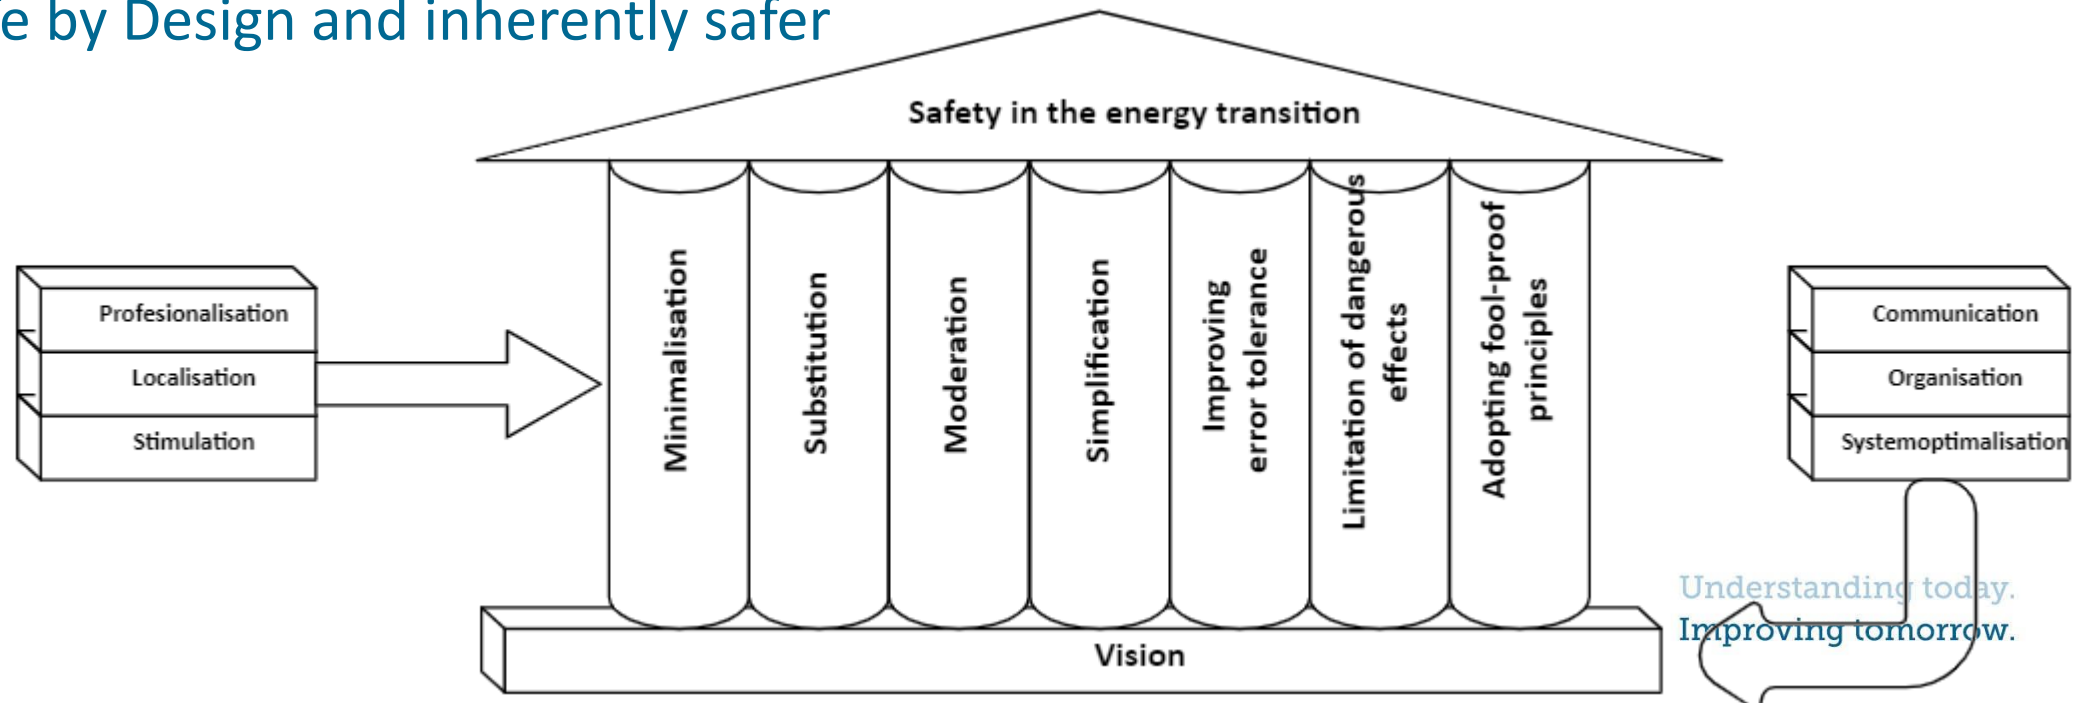 e by Design and inherently safer
Safety in the energy transition
Profesionalisation
Localisation
Stimulation
Minimalisation
Substitution
Moderation
Simplification
Improving
error tolerance
Limitation of dangerous
effects
Adopting fool-proof
principles
Communication
Organisation
Systemoptimalisation
Understanding today.
Improving tomorrow.
Vision